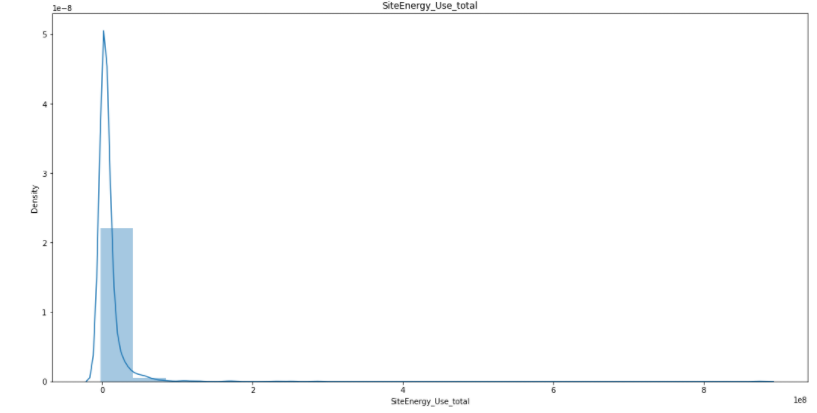 SiteEnergy_Use_total
1e−8
5
4
3
2
1
0
Density
0 2 4 6 8
1e8
SiteEnergy_Use_total